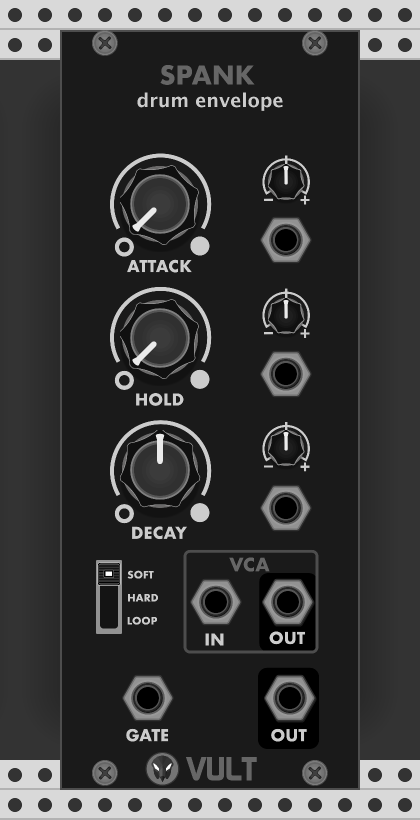 SPANK
drum envelope
- +
ATTACK
- +
HOLD
- +
DECAY
SOFT
HARD
LOOP
VCA
IN OUT
GATE OUT
VULT